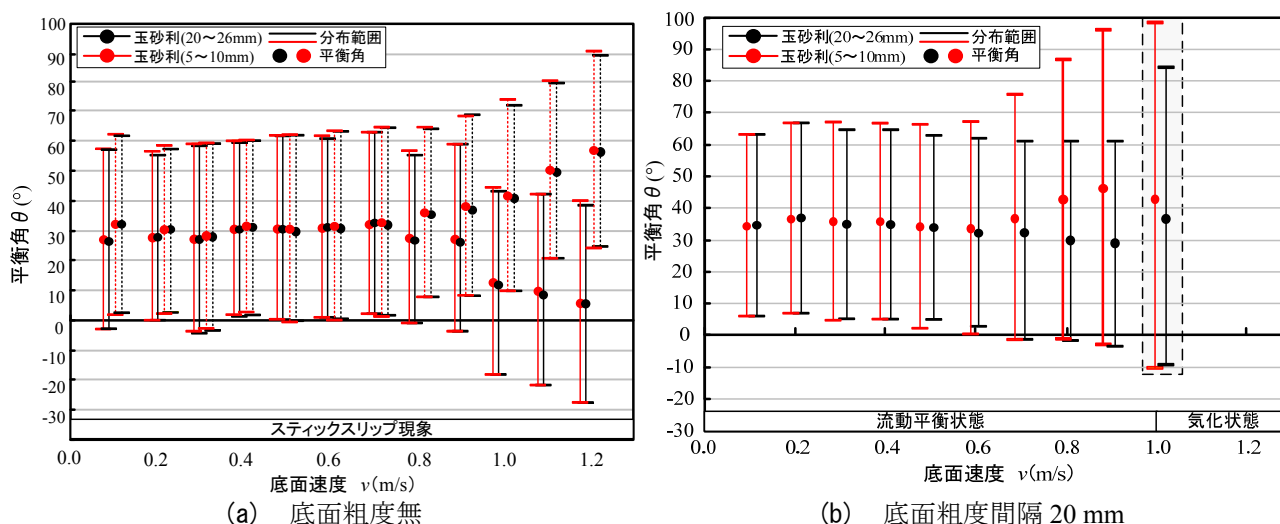 100
90
80
70
60
50
40
30
20
10
0
-10
-20
-30
平衡角 θ (°)
玉砂利(20～26mm) 分布範囲
玉砂利(5～10mm) 平衡角
スティックスリップ現象
0.0 0.2 0.4 0.6 0.8 1.0 1.2
底面速度 v(m/s)
(a) 底面粗度無
100
90
80
70
60
50
40
30
20
10
0
-10
-20
-30
平衡角 θ (°)
玉砂利(20～26mm) 分布範囲
玉砂利(5～10mm) 平衡角
流動平衡状態 気化状態
0.0 0.2 0.4 0.6 0.8 1.0 1.2
底面速度 v(m/s)
(b) 底面粗度間隔 20 mm